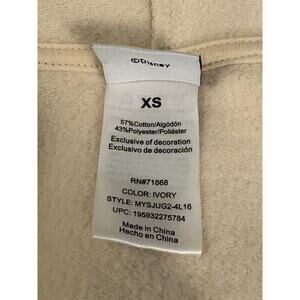 ©Disney
XS
57%Cotton/Algódón
43%Polyester/Poliéster
Exclusive of decoration
Exclusivo de decoración
RN#71868
COLOR: IVORY
STYLE: MYSJUG2-4L16
UPC: 195932275784
Made in China
Hecho en China